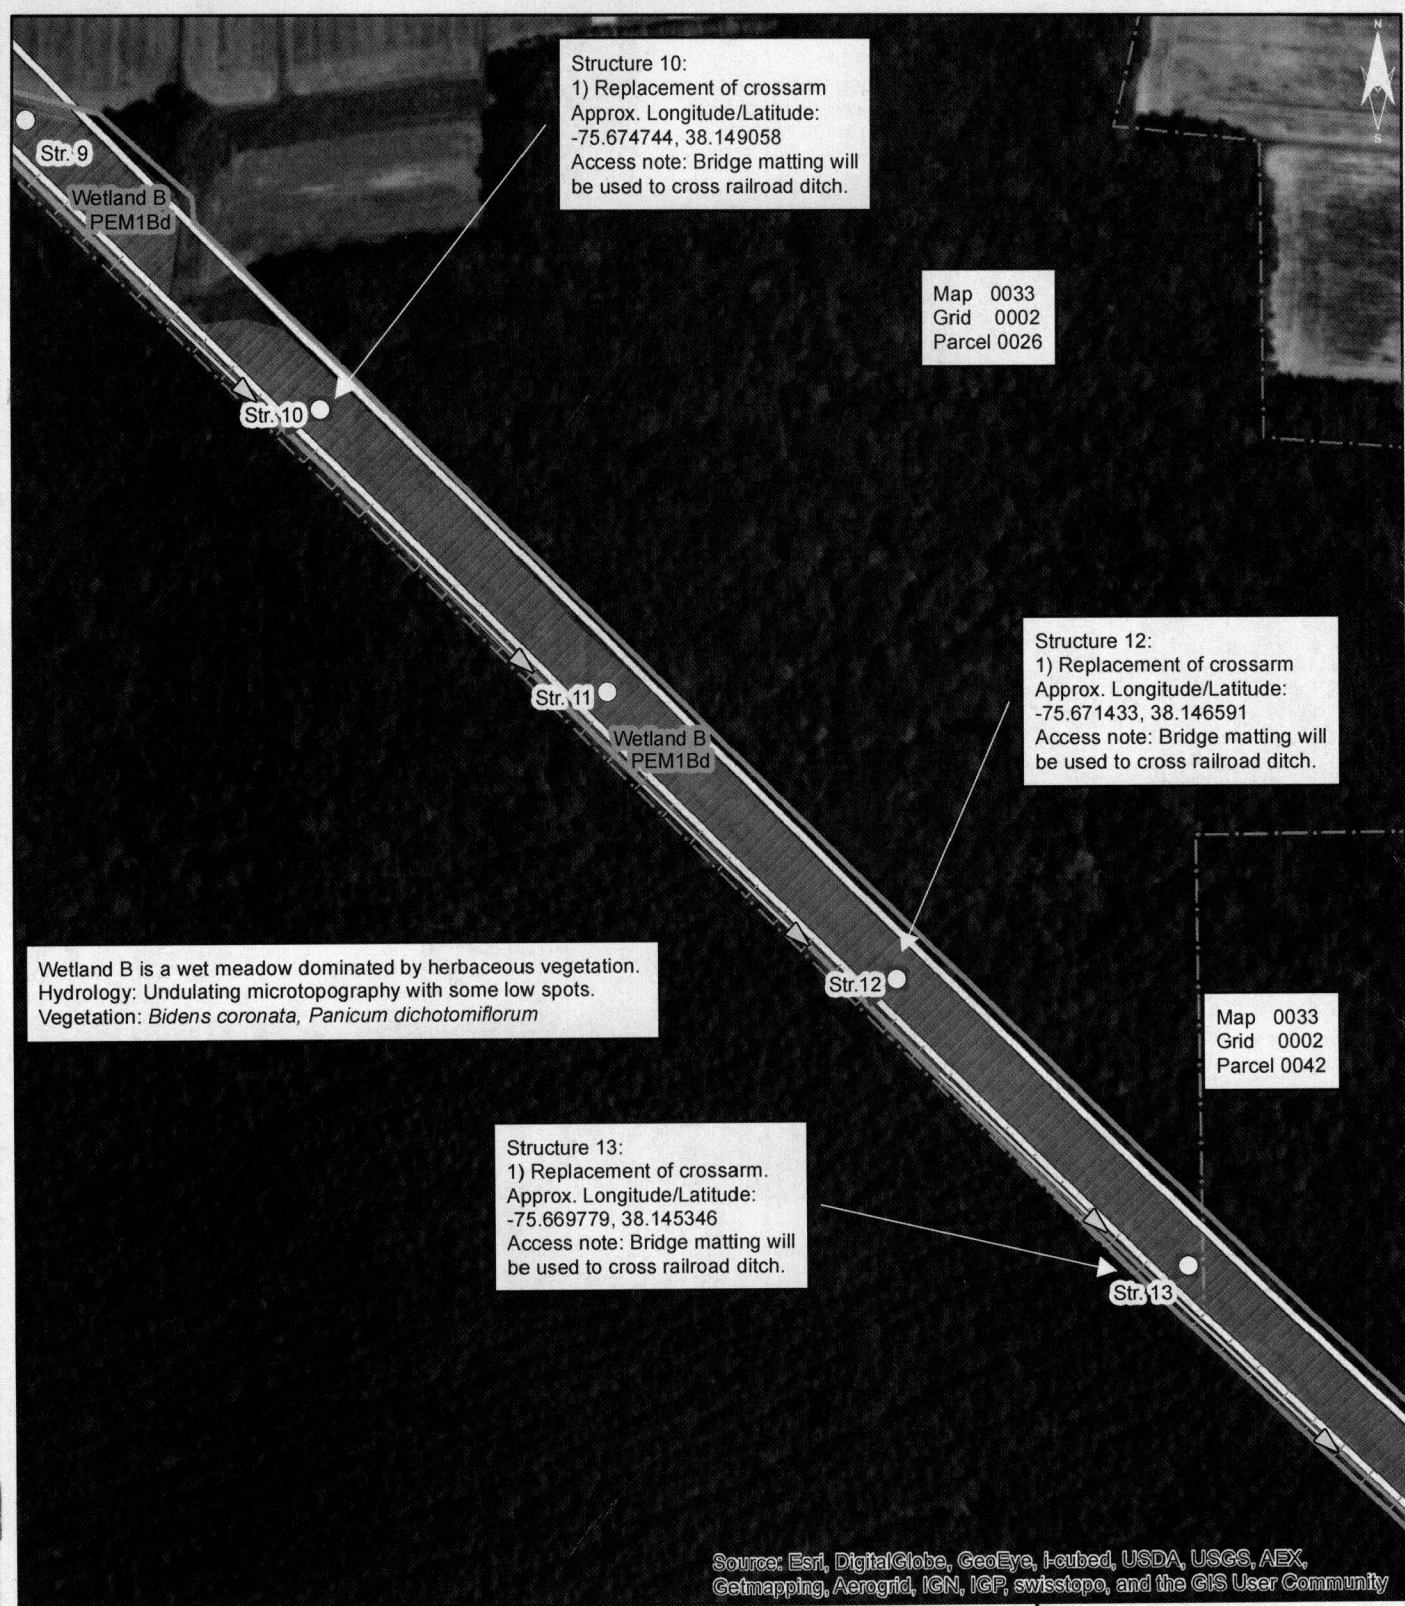 N
S
Structure 10:
1) Replacement of crossarm
Approx. Longitude/Latitude:
-75.674744, 38.149058
Access note: Bridge matting will
be used to cross railroad ditch.
Str. 9
Wetland B
PEM1Bd
Map 0033
Grid 0002
Parcel 0026
Str. 10
Structure 12:
1) Replacement of crossarm
Approx. Longitude/Latitude:
-75.671433, 38.146591
Access note: Bridge matting will
be used to cross railroad ditch.
Str. 11
Wetland B
PEM1Bd
Wetland B is a wet meadow dominated by herbaceous vegetation.
Hydrology: Undulating microtopography with some low spots.
Vegetation: Bidens coronata, Panicum dichotomiflorum
Str.12
Map 0033
Grid 0002
Parcel 0042
Structure 13:
1) Replacement of crossarm.
Approx. Longitude/Latitude:
-75.669779, 38.145346
Access note: Bridge matting will
be used to cross railroad ditch.
Str. 13
Source: Esri, DigitalGlobe, GeoEye, i-cubed, USDA, USGS, AEX,
Getmapping, Aerogrid, IGN, IGP, swisstopo, and the GIS User Community